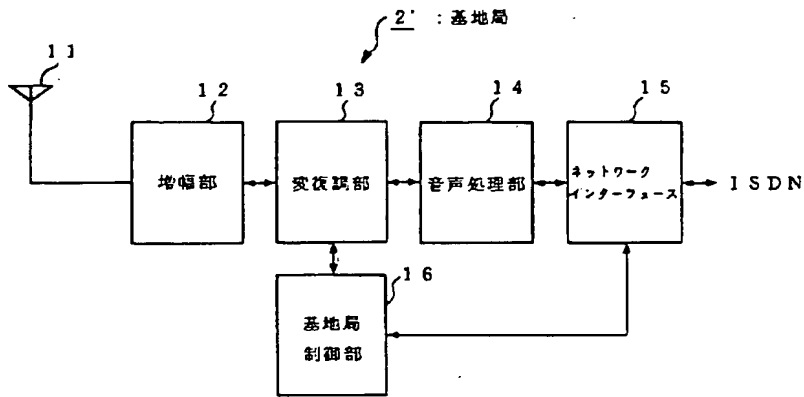 2' : 基地局
11
12
13
14
15
増幅部
変復調部
音声処理部
ネットワーク
インターフェース
ISDN
16
基地局
制御部